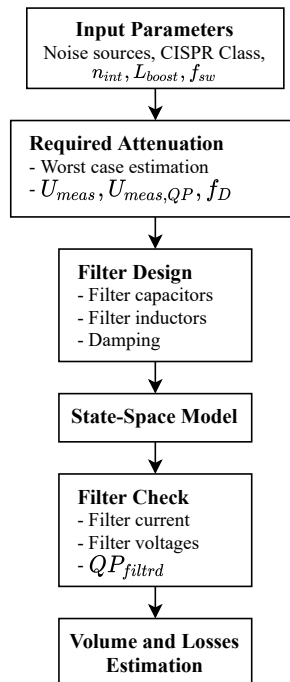 Input Parameters
Noise sources, CISPR Class,
n_int, L_boost, f_sw
Required Attenuation
- Worst case estimation
- U_meas, U_meas,QP, f_D
Filter Design
- Filter capacitors
- Filter inductors
- Damping
State-Space Model
Filter Check
- Filter current
- Filter voltages
- QP_filtrd
Volume and Losses
Estimation